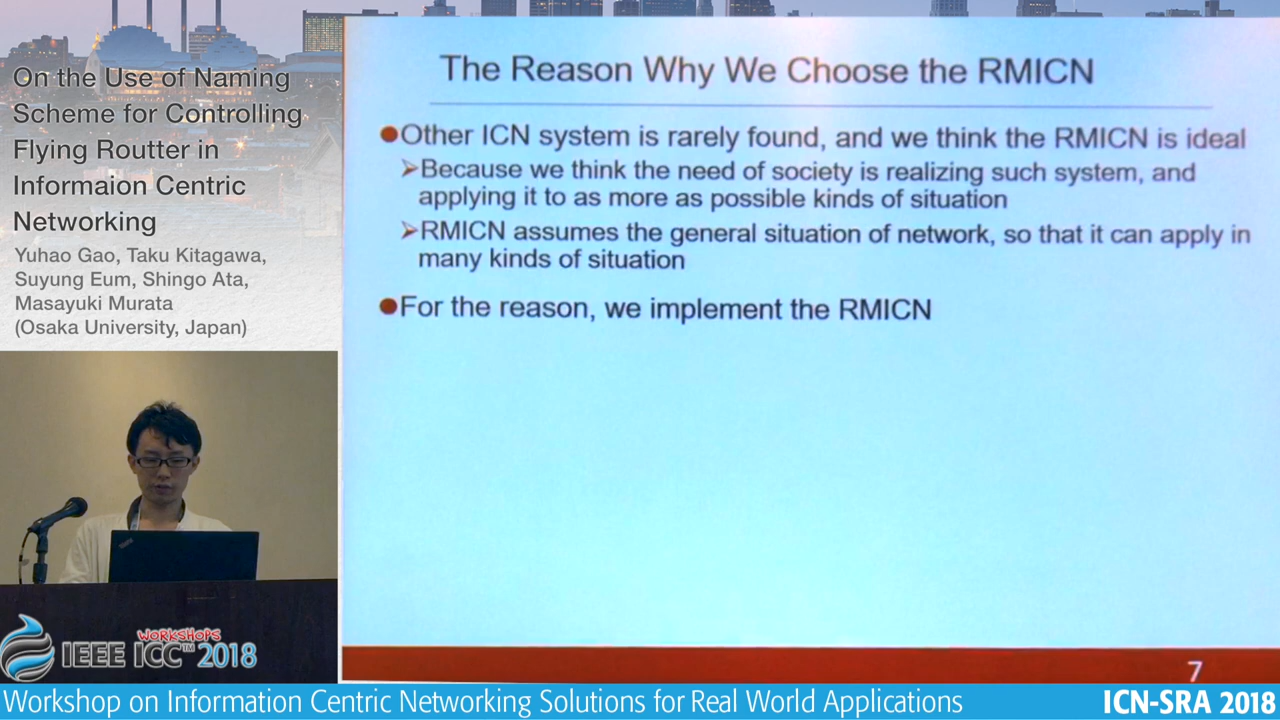 On the Use of Naming
Scheme for Controlling
Flying Routter in
Informaion Centric
Networking
Yuhao Gao, Taku Kitagawa,
Suyung Eum, Shingo Ata,
Masayuki Murata
(Osaka University, Japan)
The Reason Why We Choose the RMICN
●Other ICN system is rarely found, and we think the RMICN is ideal
➢Because we think the need of society is realizing such system, and
applying it to as more as possible kinds of situation
➢RMICN assumes the general situation of network, so that it can apply in
many kinds of situation
●For the reason, we implement the RMICN
7
WORKSHOPS
IEEE ICC™ 2018
Workshop on Information Centric Networking Solutions for Real World Applications
ICN-SRA 2018